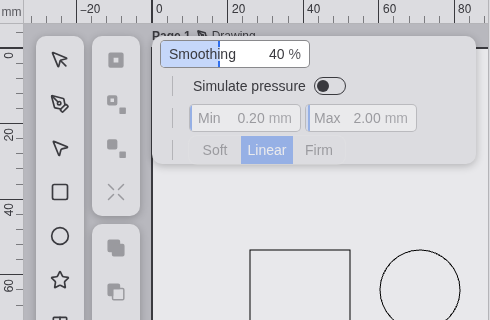 mm -20 0 20 40 60 80
Page 1 Drawing
Smoothing 40 %
0
Simulate pressure
Min 0.20 mm Max 2.00 mm
20
Soft Linear Firm
40
60